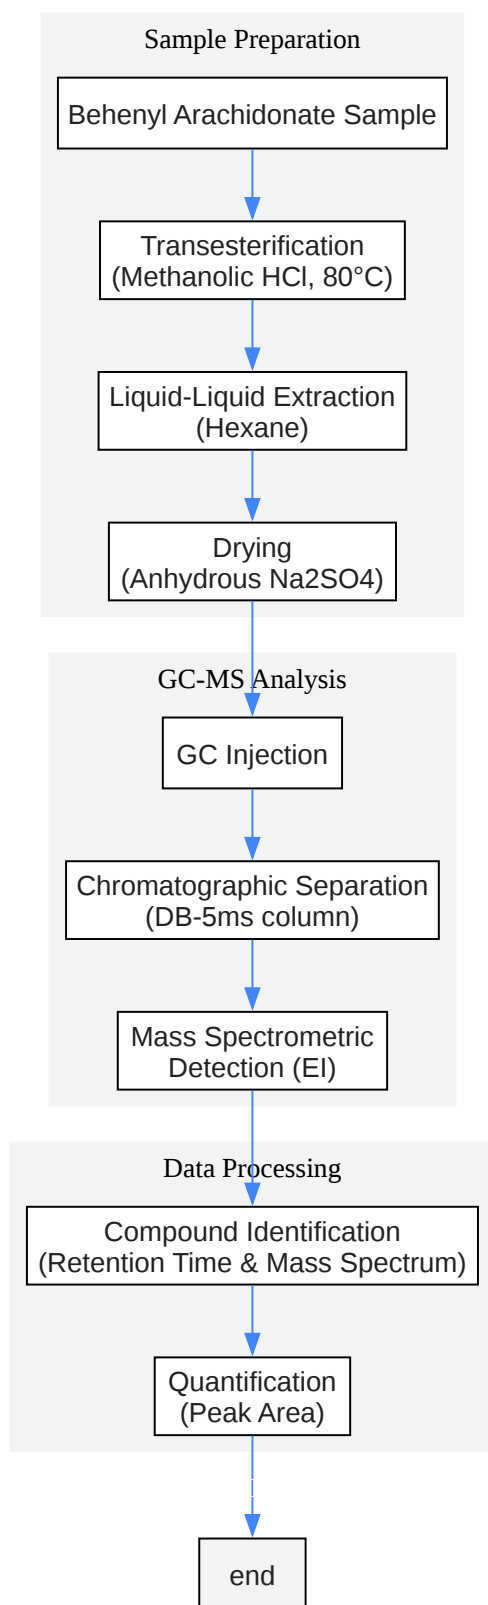 Sample Preparation
Behenyl Arachidonate Sample
Transesterification
(Methanolic HCl, 80°C)
Liquid-Liquid Extraction
(Hexane)
Drying
(Anhydrous Na2SO4)
GC-MS Analysis
GC Injection
Chromatographic Separation
(DB-5ms column)
Mass Spectrometric
Detection (EI)
Data Processing
Compound Identification
(Retention Time & Mass Spectrum)
Quantification
(Peak Area)
end